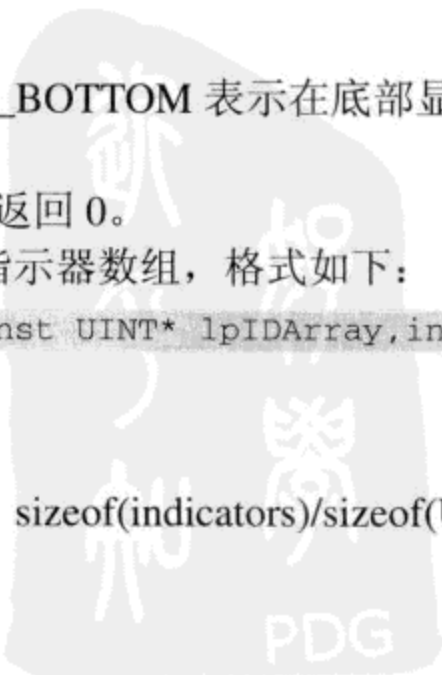 _BOTTOM 表示在底部显
返回 0。
指示器数组，格式如下：
nst UINT* lpIDArray,in
sizeof(indicators)/sizeof(U
PDG